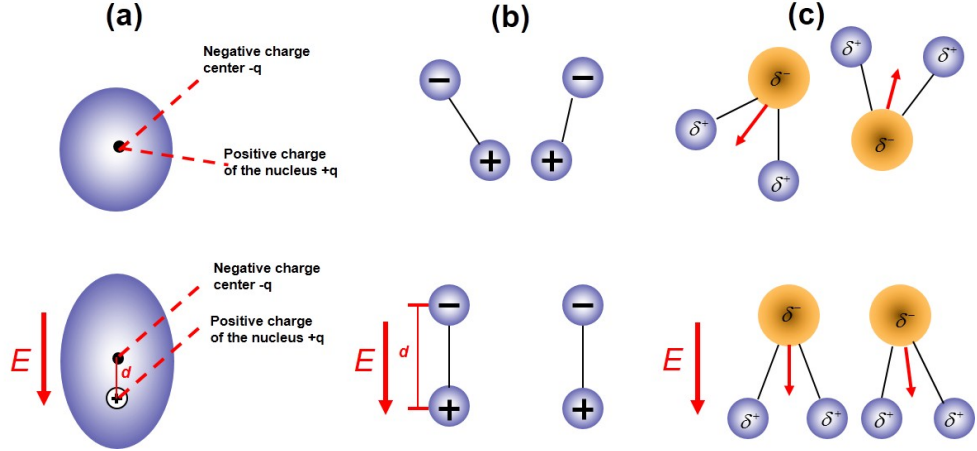 (a)
(b)
(c)
Negative charge
center -q
Positive charge
of the nucleus +q
−
−
+
+
δ⁻
δ⁺
δ⁺
δ⁺
δ⁺
δ⁻
Negative charge
center -q
Positive charge
of the nucleus +q
E
d
+
−
−
E
d
+
+
δ⁻
δ⁻
E
δ⁺
δ⁺
δ⁺
δ⁺